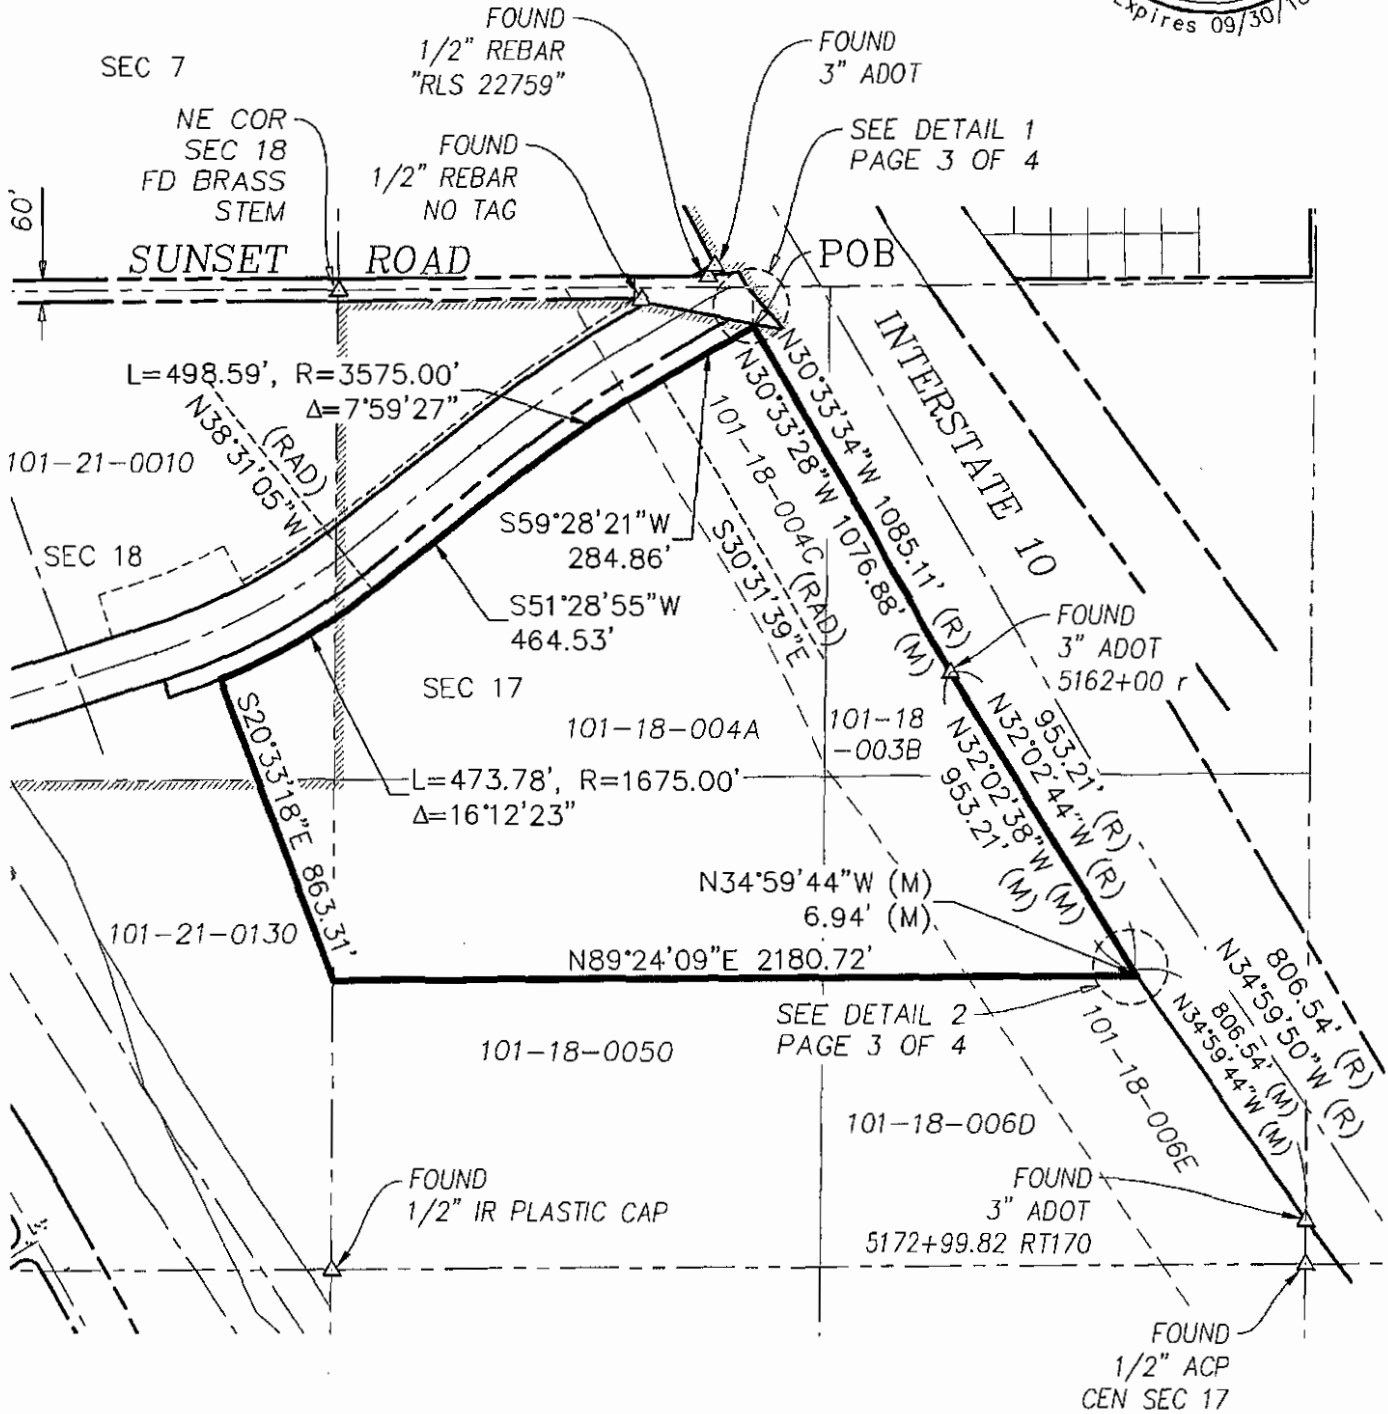 Expires 09/30/
FOUND
1/2" REBAR
"RLS 22759"
FOUND
3" ADOT
SEC 7
NE COR
SEC 18
FD BRASS
STEM
FOUND
1/2" REBAR
NO TAG
SEE DETAIL 1
PAGE 3 OF 4
60'
SUNSET ROAD
POB
INTERSTATE 10
L=498.59', R=3575.00'
Δ=7°59'27"
N38°31'05"W
(RAD)
101-21-0010
SEC 18
N30°33'34"W 1085.11' (R)
N30°33'28"W 1076.88' (M)
101-18-004C
S30°31'39"E
(RAD)
S59°28'21"W
284.86'
S51°28'55"W
464.53'
FOUND
3" ADOT
5162+00 r
SEC 17
101-18-004A
101-18
-003B
953.21' (R)
N32°02'44"W (R)
N32°02'38"W (M)
953.21' (M)
S20°33'18"E 863.31'
L=473.78', R=1675.00'
Δ=16°12'23"
N34°59'44"W (M)
6.94' (M)
101-21-0130
N89°24'09"E 2180.72'
SEE DETAIL 2
PAGE 3 OF 4
806.54' (R)
N34°59'50"W (R)
806.54' (M)
N34°59'44"W (M)
101-18-0050
101-18-006E
101-18-006D
FOUND
1/2" IR PLASTIC CAP
FOUND
3" ADOT
5172+99.82 RT170
FOUND
1/2" ACP
CEN SEC 17